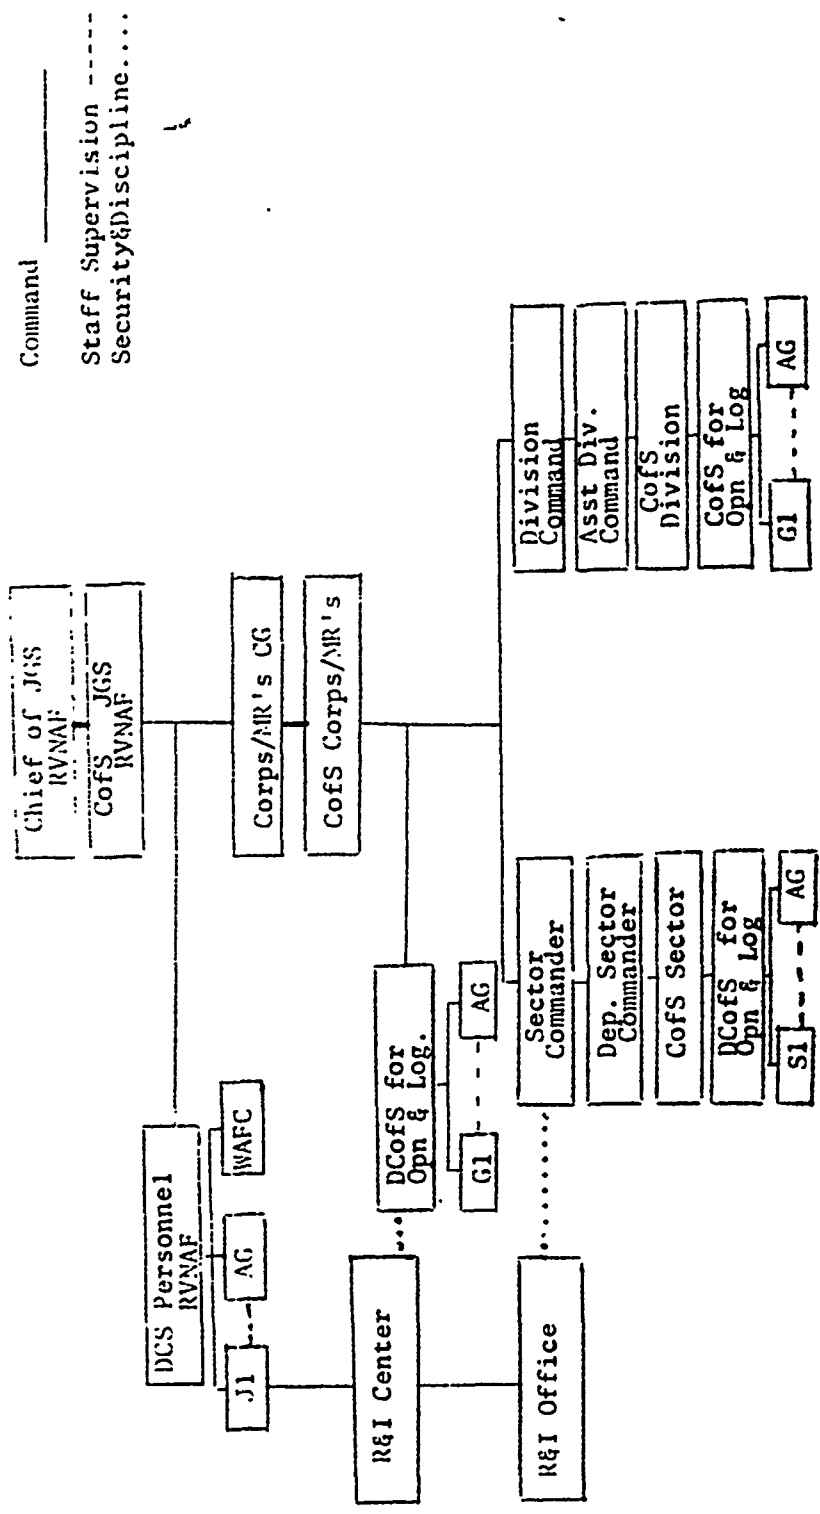 Command
Staff Supervision -----
Security&Discipline....
Chief of JGS
RVNAF
CofS JGS
RVNAF
DCS Personnel
RVNAF
J1
AG
WAFC
Corps/MR's CG
CofS Corps/MR's
R&I Center
DCofS for
Opn & Log.
G1
AG
R&I Office
Sector
Commander
Dep. Sector
Commander
CofS Sector
DCofS for
Opn & Log
S1
AG
Division
Command
Asst Div.
Command
CofS
Division
CofS for
Opn & Log
G1
AG